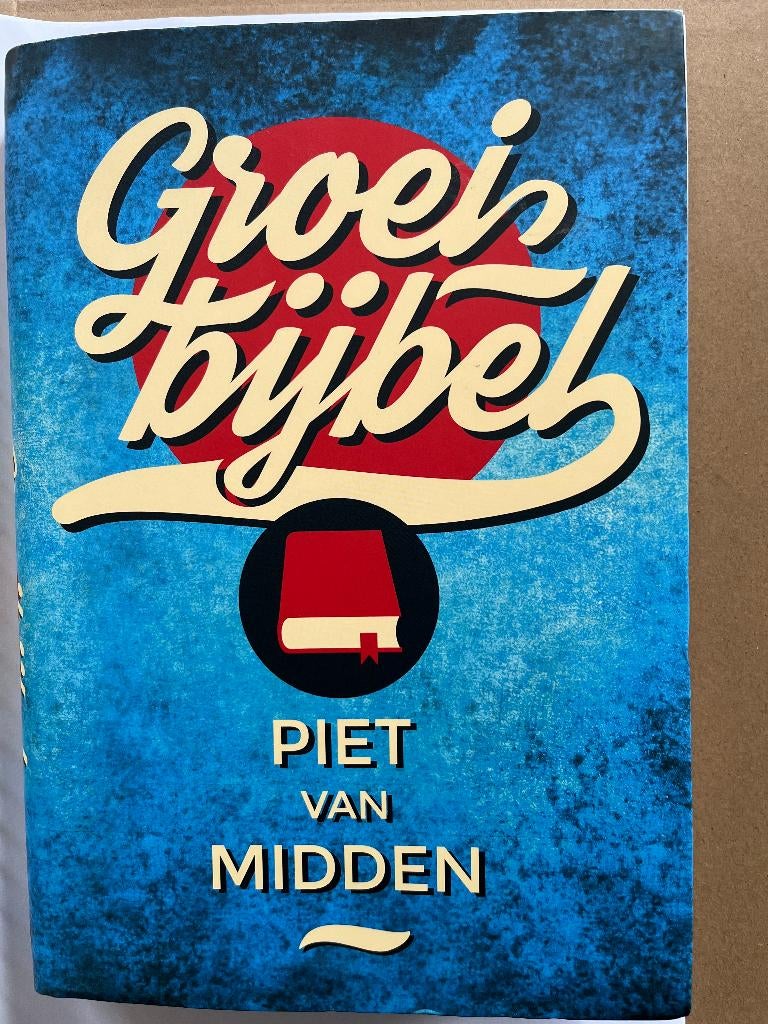 Groei
bijbel
PIET
VAN
MIDDEN